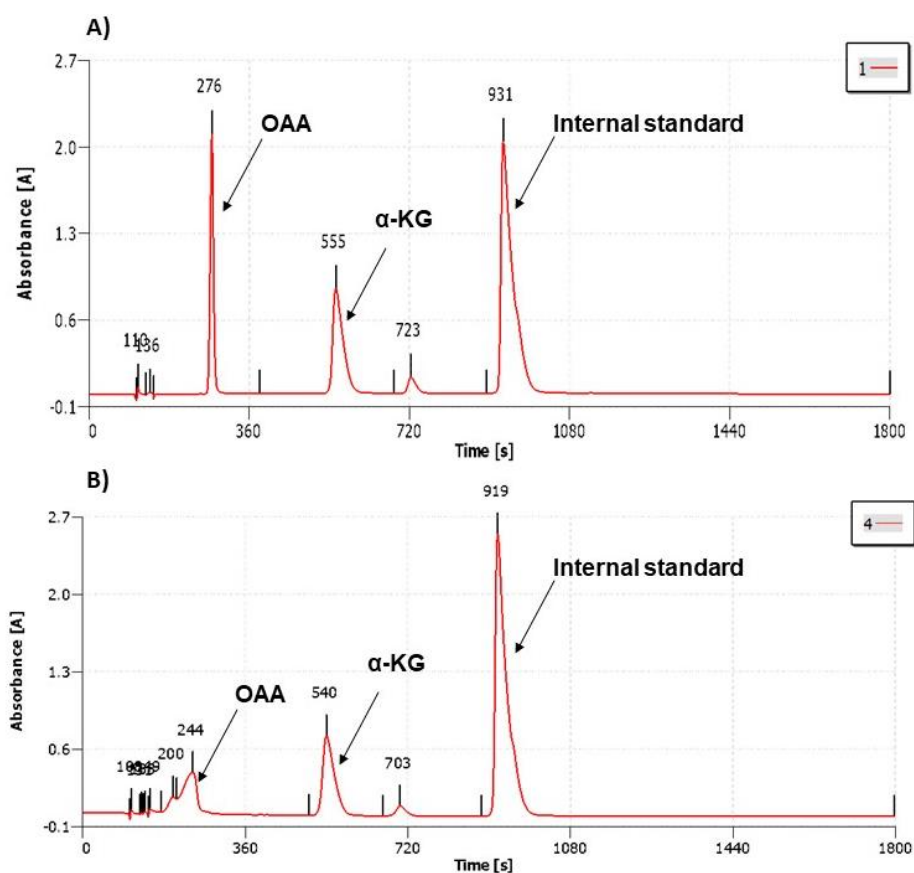 A)
2.7
276
931
1
OAA
Internal standard
2.0
α-KG
1.3
555
Absorbance [A]
0.6
723
110
136
-0.1
0
360
720
1080
1440
1800
Time [s]
B)
919
2.7
4
2.0
Internal standard
1.3
α-KG
Absorbance [A]
OAA
540
244
0.6
200
703
-0.1
0
360
720
1080
1440
1800
Time [s]